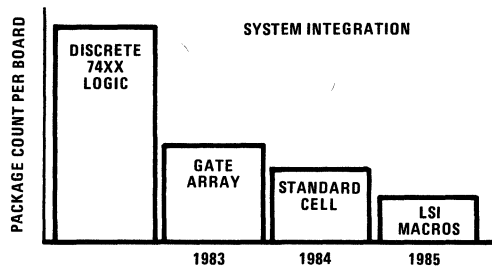 SYSTEM INTEGRATION
PACKAGE COUNT PER BOARD
DISCRETE
74XX
LOGIC
GATE
ARRAY
STANDARD
CELL
LSI
MACROS
1983
1984
1985